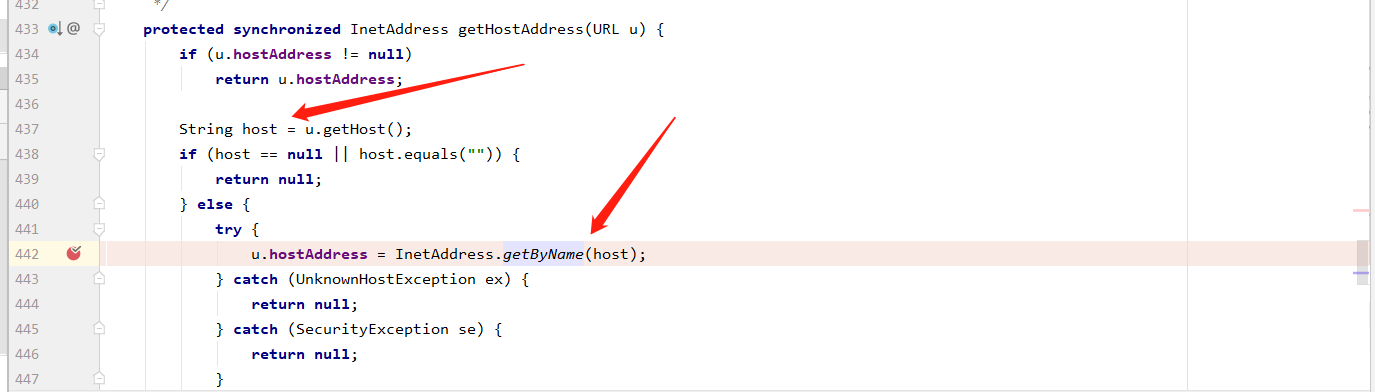 432 */
433 @ protected synchronized InetAddress getHostAddress(URL u) {
434 if (u.hostAddress != null)
435 return u.hostAddress;
436
437 String host = u.getHost();
438 if (host == null || host.equals("")) {
439 return null;
440 } else {
441 try {
442 u.hostAddress = InetAddress.getByName(host);
443 } catch (UnknownHostException ex) {
444 return null;
445 } catch (SecurityException se) {
446 return null;
447 }